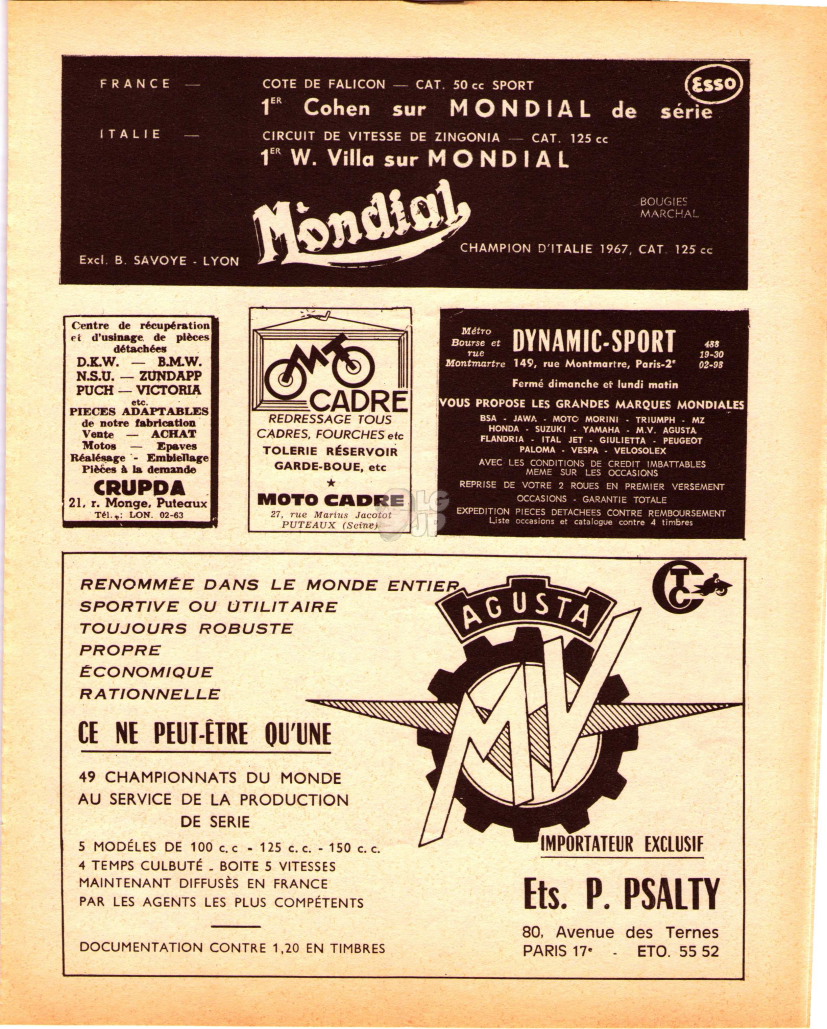 Esso
FRANCE — COTE DE FALICON — CAT. 50 cc SPORT
1ER Cohen sur MONDIAL de série
ITALIE — CIRCUIT DE VITESSE DE ZINGONIA — CAT. 125 cc
1ER W. Villa sur MONDIAL
Mondial
BOUGIES
MARCHAL
Excl. B. SAVOYE - LYON
CHAMPION D'ITALIE 1967, CAT. 125 cc
Centre de récupération
et d'usinage de pièces
détachées
D.K.W. — B.M.W.
N.S.U. — ZUNDAPP
PUCH — VICTORIA
etc.
PIECES ADAPTABLES
de notre fabrication
Vente — ACHAT
Motos - Epaves
Réalésage - Embiellage
Pièces à la demande
CRUPDA
21, r. Monge, Puteaux
Tél. : LON. 02-63
MOTO
CADRE
REDRESSAGE TOUS
CADRES, FOURCHES etc
TOLERIE RÉSERVOIR
GARDE-BOUE, etc
★
MOTO CADRE
27, rue Marius Jacotot
PUTEAUX (Seine)
Métro
Bourse et
rue
Montmartre
DYNAMIC-SPORT
149, rue Montmartre, Paris-2e
488
19-30
02-98
Fermé dimanche et lundi matin
VOUS PROPOSE LES GRANDES MARQUES MONDIALES
BSA - JAWA - MOTO MORINI - TRIUMPH - MZ
HONDA - SUZUKI - YAMAHA - M.V. AGUSTA
FLANDRIA - ITAL JET - GIULIETTA - PEUGEOT
PALOMA - VESPA - VELOSOLEX
AVEC LES CONDITIONS DE CREDIT IMBATTABLES
MEME SUR LES OCCASIONS
REPRISE DE VOTRE 2 ROUES EN PREMIER VERSEMENT
OCCASIONS - GARANTIE TOTALE
EXPEDITION PIECES DETACHEES CONTRE REMBOURSEMENT
Liste occasions et catalogue contre 4 timbres
RENOMMÉE DANS LE MONDE ENTIER
SPORTIVE OU UTILITAIRE
TOUJOURS ROBUSTE
PROPRE
ÉCONOMIQUE
RATIONNELLE
CE NE PEUT-ÊTRE QU'UNE
AGUSTA
MV
CTC
49 CHAMPIONNATS DU MONDE
AU SERVICE DE LA PRODUCTION
DE SERIE
5 MODÉLES DE 100 c.c - 125 c.c. - 150 c.c.
4 TEMPS CULBUTÉ - BOITE 5 VITESSES
MAINTENANT DIFFUSÈS EN FRANCE
PAR LES AGENTS LES PLUS COMPÉTENTS
DOCUMENTATION CONTRE 1,20 EN TIMBRES
IMPORTATEUR EXCLUSIF
Ets. P. PSALTY
80, Avenue des Ternes
PARIS 17e - ETO. 55 52